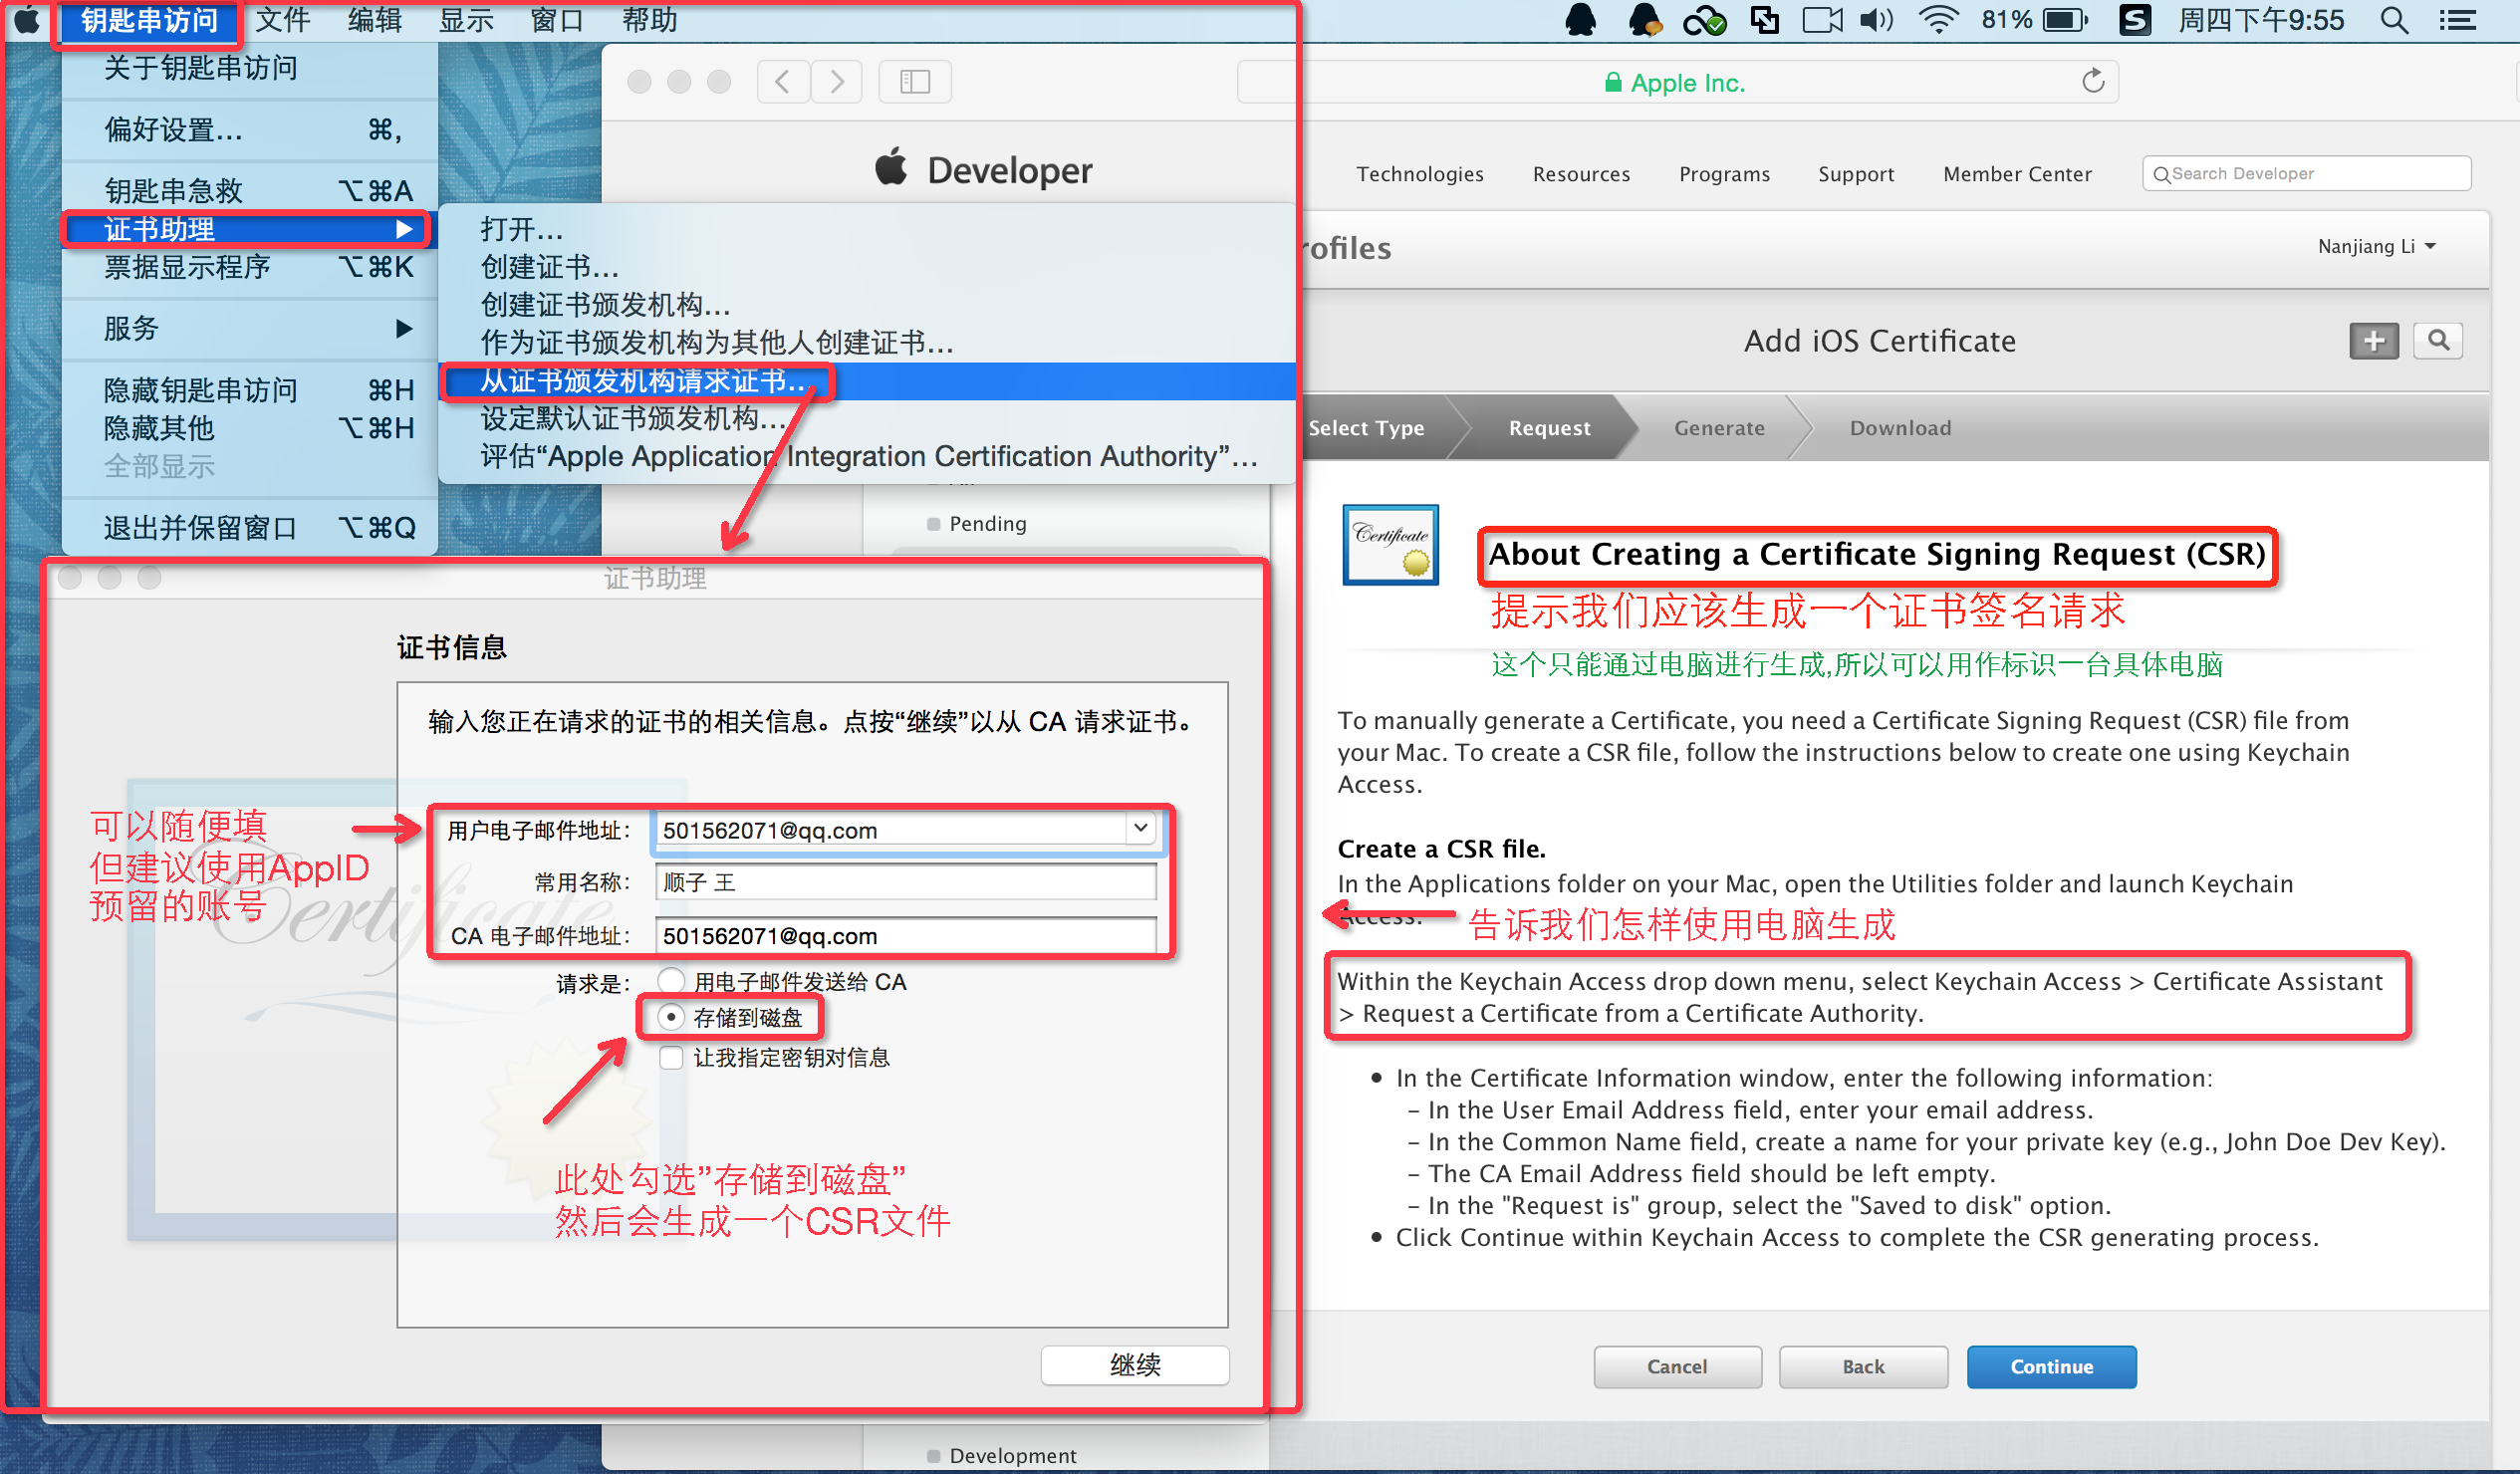 钥匙串访问 文件 编辑 显示 窗口 帮助
81% 周四下午9:55
关于钥匙串访问
偏好设置... ⌘,
钥匙串急救 ⌥⌘A
证书助理 ▶
票据显示程序 ⌥⌘K
服务 ▶
隐藏钥匙串访问 ⌘H
隐藏其他 ⌥⌘H
全部显示
退出并保留窗口 ⌥⌘Q
打开...
创建证书...
创建证书颁发机构...
作为证书颁发机构为其他人创建证书...
从证书颁发机构请求证书...
设定默认证书颁发机构...
评估“Apple Application Integration Certification Authority”...
Apple Inc.
Developer
Technologies Resources Programs Support Member Center Search Developer
rofiles
Nanjiang Li
Add iOS Certificate
Select Type Request Generate Download
Pending
Certificate
About Creating a Certificate Signing Request (CSR)
提示我们应该生成一个证书签名请求
这个只能通过电脑进行生成,所以可以用作标识一台具体电脑
To manually generate a Certificate, you need a Certificate Signing Request (CSR) file from
your Mac. To create a CSR file, follow the instructions below to create one using Keychain
Access.
Create a CSR file.
In the Applications folder on your Mac, open the Utilities folder and launch Keychain
Access.
告诉我们怎样使用电脑生成
Within the Keychain Access drop down menu, select Keychain Access > Certificate Assistant
> Request a Certificate from a Certificate Authority.
• In the Certificate Information window, enter the following information:
– In the User Email Address field, enter your email address.
– In the Common Name field, create a name for your private key (e.g., John Doe Dev Key).
– The CA Email Address field should be left empty.
– In the "Request is" group, select the "Saved to disk" option.
• Click Continue within Keychain Access to complete the CSR generating process.
Cancel Back Continue
证书助理
证书信息
输入您正在请求的证书的相关信息。点按“继续”以从 CA 请求证书。
可以随便填
但建议使用AppID
预留的账号
Certificate
用户电子邮件地址: 501562071@qq.com
常用名称: 顺子 王
CA 电子邮件地址: 501562071@qq.com
请求是: 用电子邮件发送给 CA
存储到磁盘
让我指定密钥对信息
此处勾选”存储到磁盘”
然后会生成一个CSR文件
继续
Development